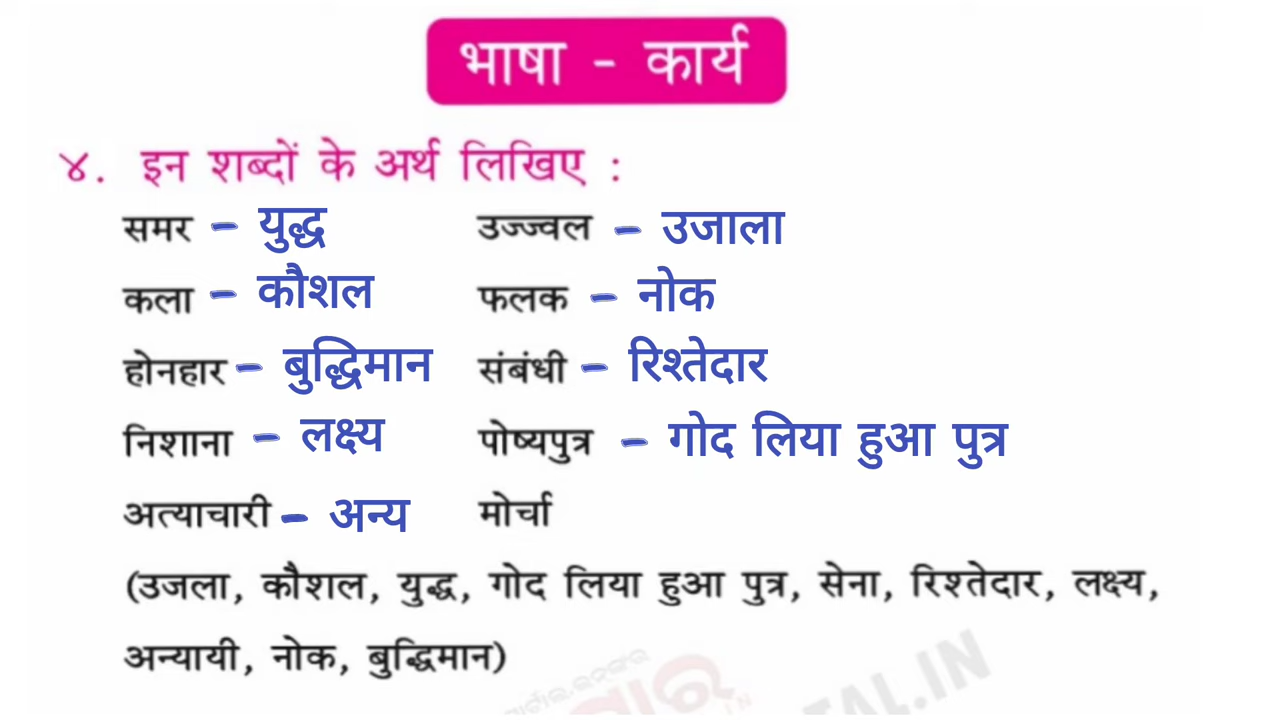 भाषा - कार्य
४. इन शब्दों के अर्थ लिखिए :
समर - युद्ध उज्ज्वल - उजाला
कला - कौशल फलक - नोक
होनहार - बुद्धिमान संबंधी - रिश्तेदार
निशाना - लक्ष्य पोष्यपुत्र - गोद लिया हुआ पुत्र
अत्याचारी - अन्य मोर्चा
(उजला, कौशल, युद्ध, गोद लिया हुआ पुत्र, सेना, रिश्तेदार, लक्ष्य,
अन्यायी, नोक, बुद्धिमान)